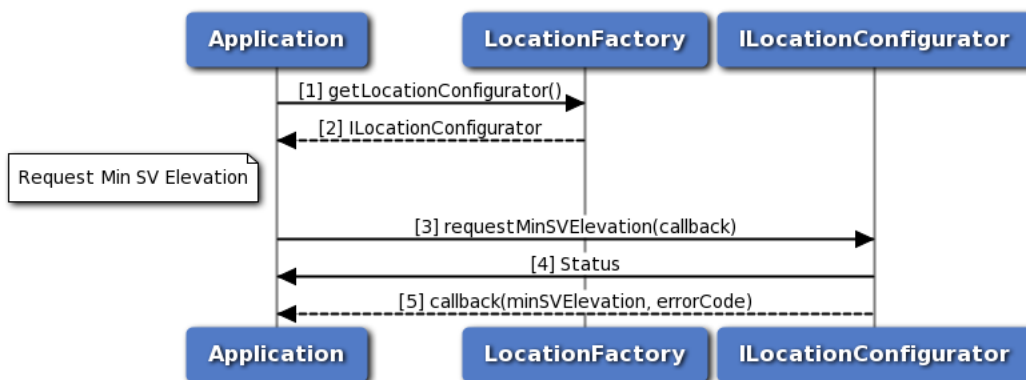 Application
LocationFactory
ILocationConfigurator
[1] getLocationConfigurator()
[2] ILocationConfigurator
Request Min SV Elevation
[3] requestMinSVElevation(callback)
[4] Status
[5] callback(minSVElevation, errorCode)
Application
LocationFactory
ILocationConfigurator